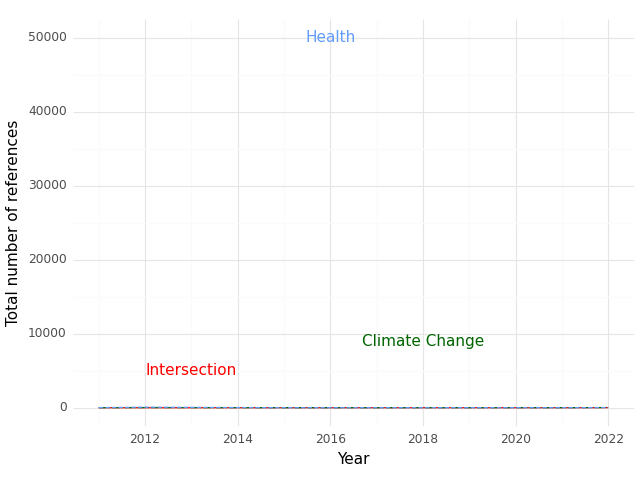 50000
Health
40000
30000
20000
10000
Climate Change
Intersection
0
2012
2014
2016
2018
2020
2022
Year
Total number of references